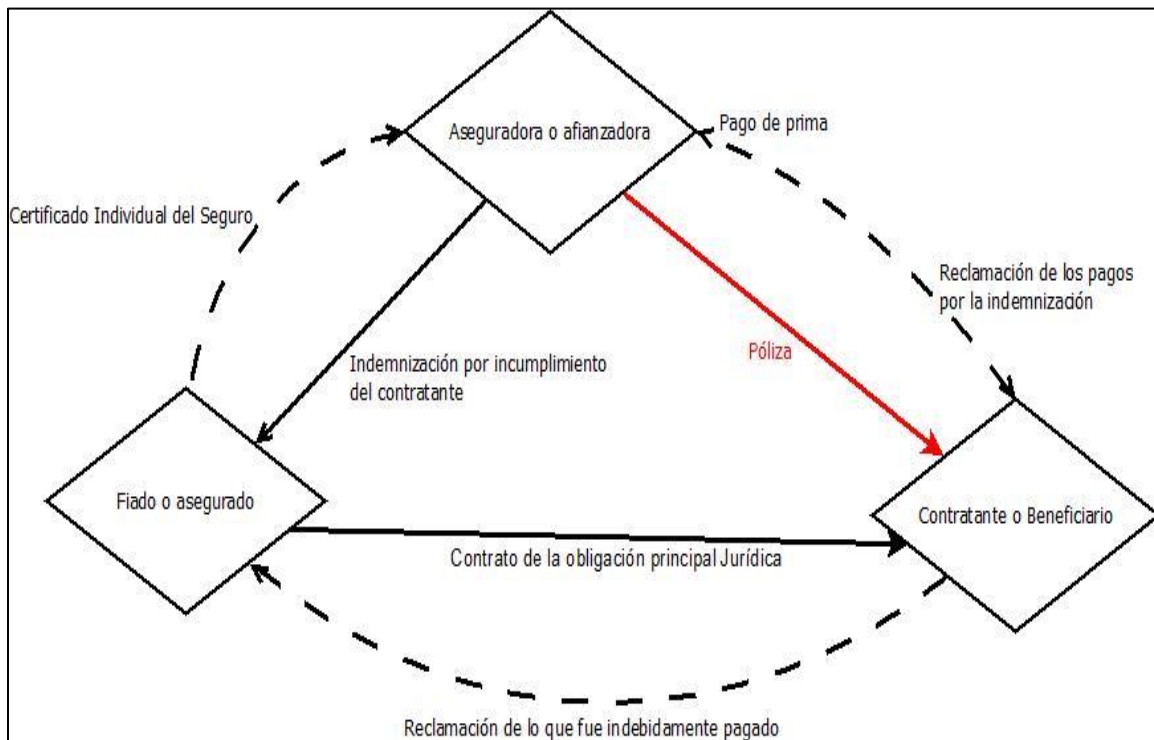 Aseguradora o afianzadora
Pago de prima
Certificado Individual del Seguro
Reclamación de los pagos
por la indemnización
Póliza
Indemnización por incumplimiento
del contratante
Fiado o asegurado
Contratante o Beneficiario
Contrato de la obligación principal Jurídica
Reclamación de lo que fue indebidamente pagado